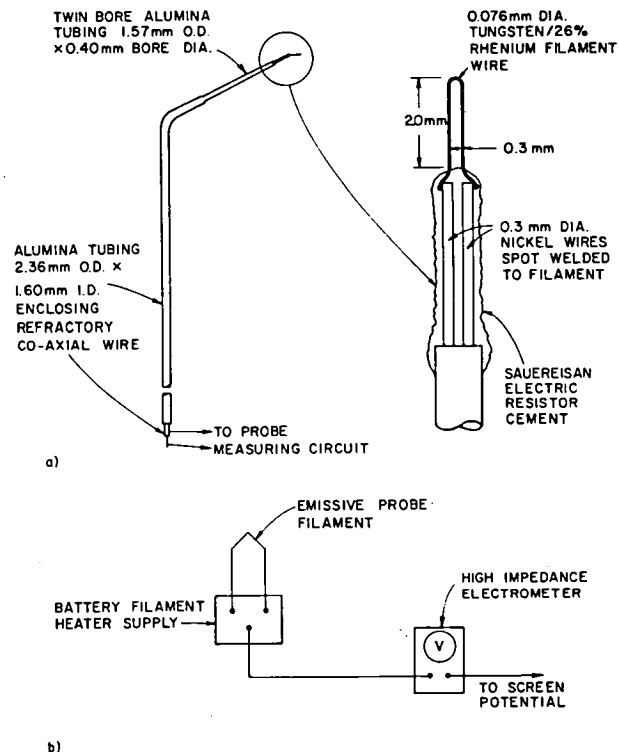 TWIN BORE ALUMINA
TUBING 1.57mm O.D.
×0.40mm BORE DIA.
0.076mm DIA.
TUNGSTEN/26%
RHENIUM FILAMENT
WIRE
2.0mm
0.3 mm
0.3 mm DIA.
NICKEL WIRES
SPOT WELDED
TO FILAMENT
ALUMINA TUBING
2.36mm O.D. ×
1.60mm I.D.
ENCLOSING
REFRACTORY
CO-AXIAL WIRE
SAUEREISAN
ELECTRIC
RESISTOR
CEMENT
TO PROBE
MEASURING CIRCUIT
a)
EMISSIVE PROBE
FILAMENT
BATTERY FILAMENT
HEATER SUPPLY
HIGH IMPEDANCE
ELECTROMETER
V
TO SCREEN
POTENTIAL
b)